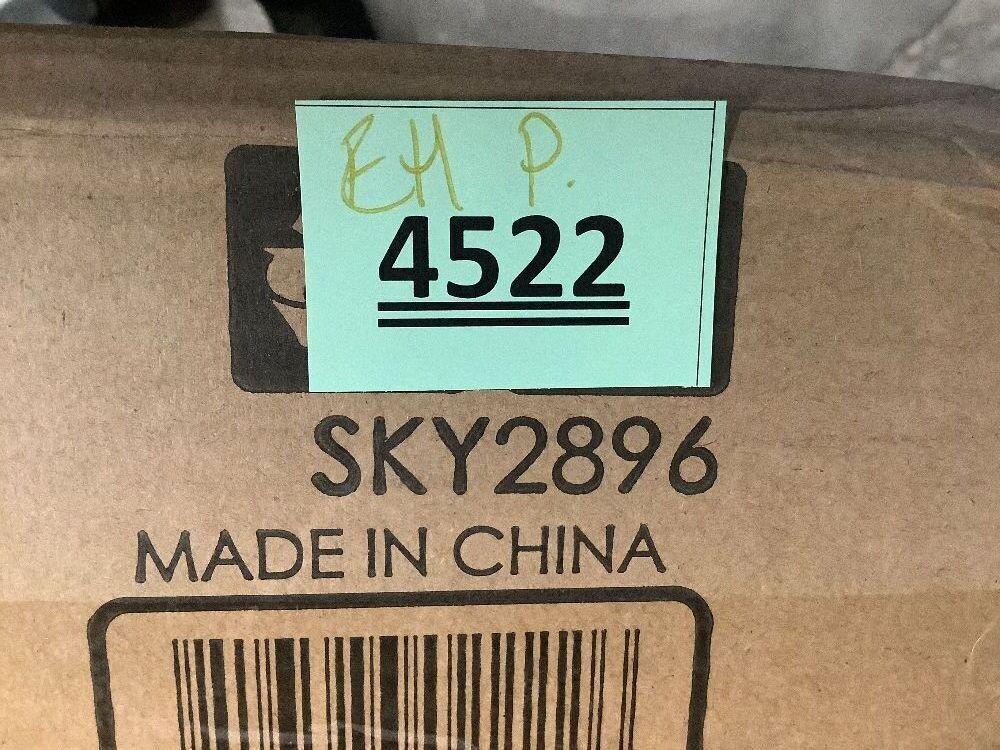 EH P.
4522
SKY2896
MADE IN CHINA